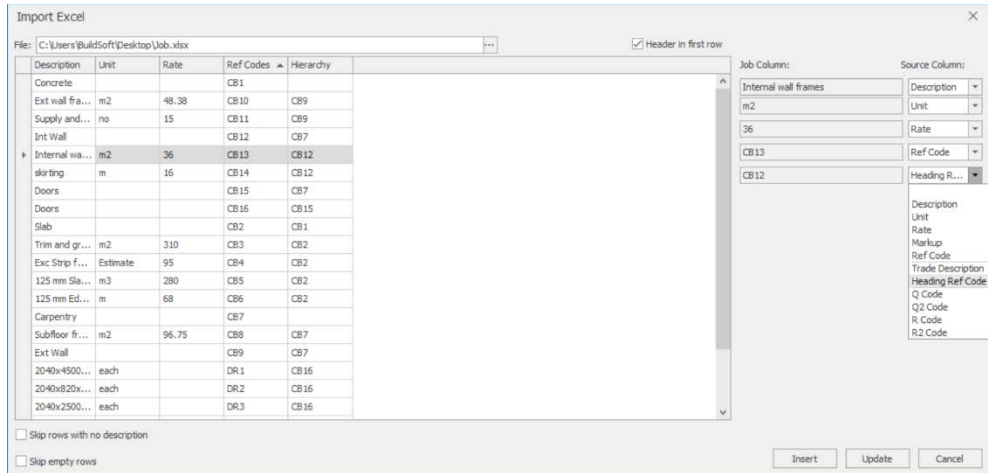 Import Excel
File: C:\Users\BuildSoft\Desktop\Job.xlsx ... Header in first row
Description Unit Rate Ref Codes Hierarchy
Concrete CB1
Ext wall fra... m2 48.38 CB10 CB9
Supply and... no 15 CB11 CB9
Int Wall CB12 CB7
Internal wa... m2 36 CB13 CB12
skirting m 16 CB14 CB12
Doors CB15 CB7
Doors CB16 CB15
Slab CB2 CB1
Trim and gr... m2 310 CB3 CB2
Exc Strip f... Estimate 95 CB4 CB2
125 mm Sla... m3 280 CB5 CB2
125 mm Ed... m 68 CB6 CB2
Carpentry CB7
Subfloor fr... m2 96.75 CB8 CB7
Ext Wall CB9 CB7
2040x4500... each DR1 CB16
2040x820x... each DR2 CB16
2040x2500... each DR3 CB16
Skip rows with no description
Skip empty rows
Job Column: Source Column:
Internal wall frames Description
m2 Unit
36 Rate
CB13 Ref Code
CB12 Heading R...
Description
Unit
Rate
Markup
Ref Code
Trade Description
Heading Ref Code
Q Code
Q2 Code
R Code
R2 Code
Insert Update Cancel